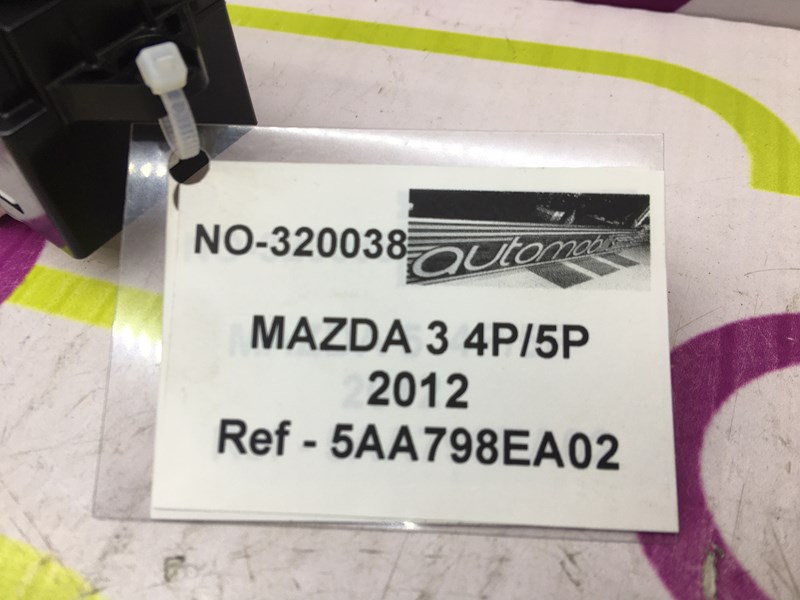 NO-320038
automobil
MAZDA 3 4P/5P
2012
Ref - 5AA798EA02